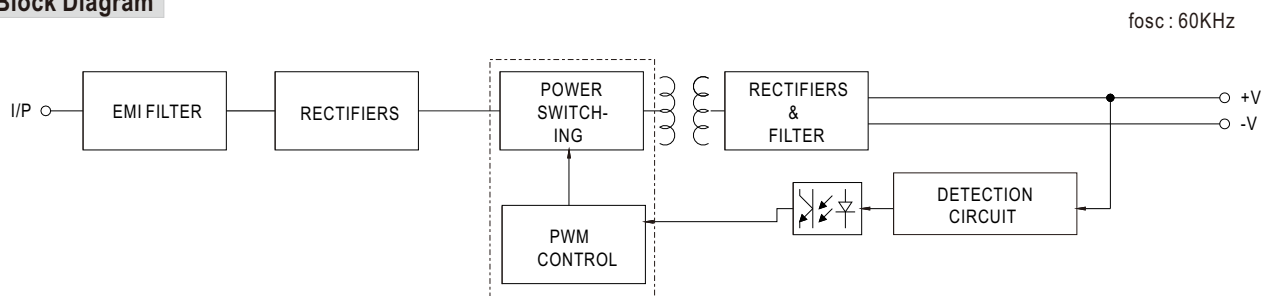 Block Diagram
fosc : 60KHz
I/P
EMI FILTER
RECTIFIERS
POWER
SWITCH-
ING
RECTIFIERS
&
FILTER
+V
-V
DETECTION
CIRCUIT
PWM
CONTROL